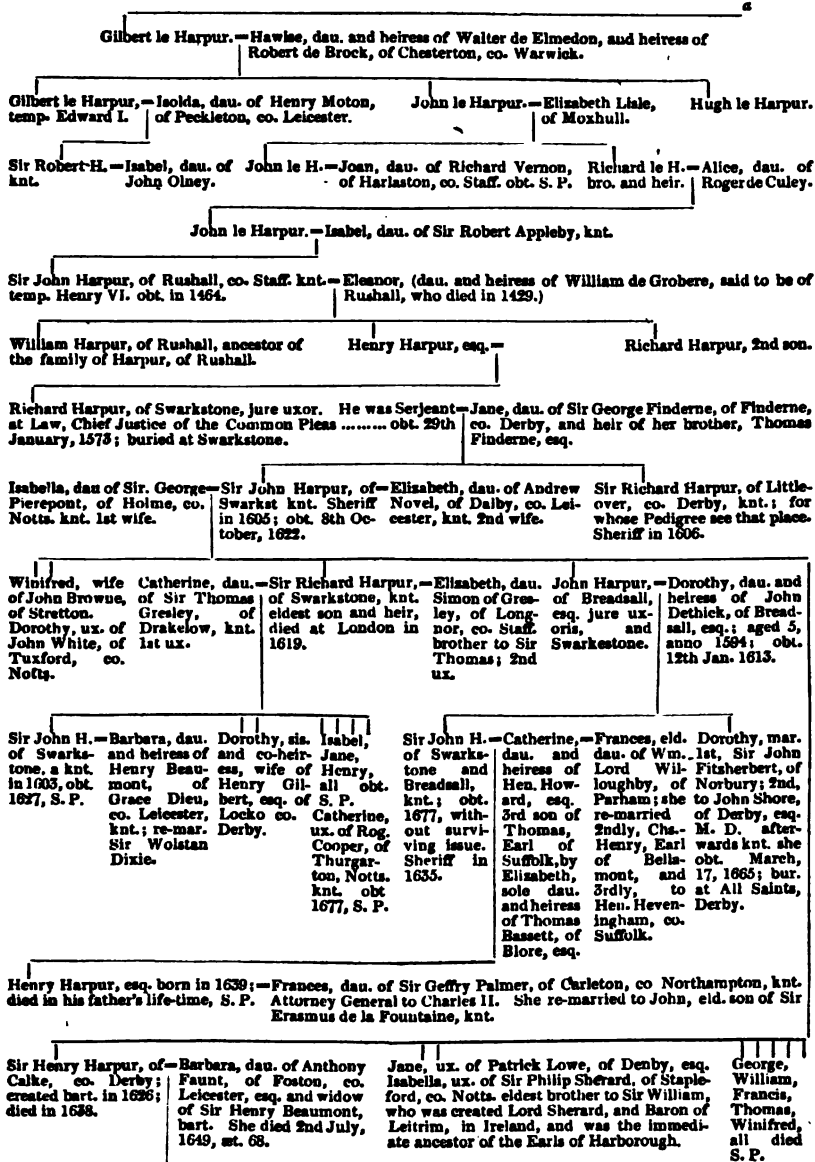 a
Gilbert le Harpur.=Hawise, dau. and heiress of Walter de Elmedon, and heiress of
Robert de Brock, of Chesterton, co. Warwick.
Gilbert le Harpur,=Isolda, dau. of Henry Moton,
temp. Edward I. of Peckleton, co. Leicester.
John le Harpur.=Elizabeth Lisle,
of Moxhull.
Hugh le Harpur.
Sir Robert H.=Isabel, dau. of
knt. John Olney.
John le H.=Joan, dau. of Richard Vernon,
of Harlaston, co. Staff. obt. S. P.
Richard le H.=Alice, dau. of
bro. and heir. Roger de Culey.
John le Harpur.=Isabel, dau. of Sir Robert Appleby, knt.
Sir John Harpur, of Rushall, co. Staff. knt.=Eleanor, (dau. and heiress of William de Grobere, said to be of
temp. Henry VI. obt. in 1464. Rushall, who died in 1429.)
William Harpur, of Rushall, ancestor of
the family of Harpur, of Rushall.
Henry Harpur, esq.=
Richard Harpur, 2nd son.
Richard Harpur, of Swarkstone, jure uxor. He was Serjeant=
at Law, Chief Justice of the Common Pleas ......... obt. 29th
January, 1573; buried at Swarkstone.
Jane, dau. of Sir George Finderne, of Finderne,
co. Derby, and heir of her brother, Thomas
Finderne, esq.
Isabella, dau of Sir. George=
Pierepont, of Holme, co.
Notts. knt. 1st wife.
Sir John Harpur, of=
Swarkst knt. Sheriff
in 1605; obt. 8th Oc-
tober, 1622.
Elizabeth, dau. of Andrew
Novel, of Dalby, co. Lei-
cester, knt. 2nd wife.
Sir Richard Harpur, of Little-
over, co. Derby, knt.; for
whose Pedigree see that place.
Sheriff in 1606.
Winifred, wife
of John Browne,
of Stretton.
Dorothy, ux. of
John White, of
Tuxford, co.
Notts.
Catherine, dau.=
of Sir Thomas
Gresley, of
Drakelow, knt.
1st ux.
Sir Richard Harpur,=
of Swarkstone, knt.
eldest son and heir,
died at London in
1619.
Elizabeth, dau.
Simon of Gres-
ley, of Long-
nor, co. Staff.
brother to Sir
Thomas; 2nd
ux.
John Harpur,=
of Breadsall,
esq. jure ux-
oris, and
Swarkestone.
Dorothy, dau. and
heiress of John
Dethick, of Bread-
sall, esq.; aged 5,
anno 1594; obt.
12th Jan. 1613.
Sir John H.=
of Swarks-
tone, a knt.
in 1603, obt.
1627, S. P.
Barbara, dau.
and heiress of
Henry Beau-
mont, of
Grace Dieu,
co. Leicester,
knt.; re-mar.
Sir Wolstan
Dixie.
Dorothy, sis.
and co-heir-
ess, wife of
Henry Gil-
bert, esq. of
Locko co.
Derby.
Isabel,
Jane,
Henry,
all obt.
S. P.
Catherine,
ux. of Rog.
Cooper, of
Thurgar-
ton, Notts.
knt. obt
1677, S. P.
Sir John H.=
of Swarks-
tone and
Breadsall,
knt.; obt.
1677, with-
out survi-
ving issue.
Sheriff in
1635.
Catherine,=
dau. and
heiress of
Hen. How-
ard, esq.
3rd son of
Thomas,
Earl of
Suffolk, by
Elizabeth,
sole dau.
and heiress
of Thomas
Bassett, of
Blore, esq.
Frances, eld.
dau. of Wm.
Lord Wil-
loughby, of
Parham; she
re-married
2ndly, Chs.-
Henry, Earl
of Bella-
mont, and
3rdly, to
Hen. Heven-
ingham, co.
Suffolk.
Dorothy, mar.
1st, Sir John
Fitzherbert, of
Norbury; 2nd,
to John Shore,
of Derby, esq.
M. D. after-
wards knt. she
obt. March,
17, 1665; bur.
at All Saints,
Derby.
Henry Harpur, esq. born in 1639;=Frances, dau. of Sir Geffry Palmer, of Carleton, co Northampton, knt.
died in his father's life-time, S. P. Attorney General to Charles II. She re-married to John, eld. son of Sir
Erasmus de la Fountaine, knt.
Sir Henry Harpur, of=
Calke, co. Derby;
created bart. in 1626;
died in 1638.
Barbara, dau. of Anthony
Faunt, of Foston, co.
Leicester, esq. and widow
of Sir Henry Beaumont,
bart. She died 2nd July,
1649, æt. 68.
Jane, ux. of Patrick Lowe, of Denby, esq.
Isabella, ux. of Sir Philip Sherard, of Staple-
ford, co. Notts. eldest brother to Sir William,
who was created Lord Sherard, and Baron of
Leitrim, in Ireland, and was the immedi-
ate ancestor of the Earls of Harborough.
George,
William,
Francis,
Thomas,
Winifred,
all died
S. P.